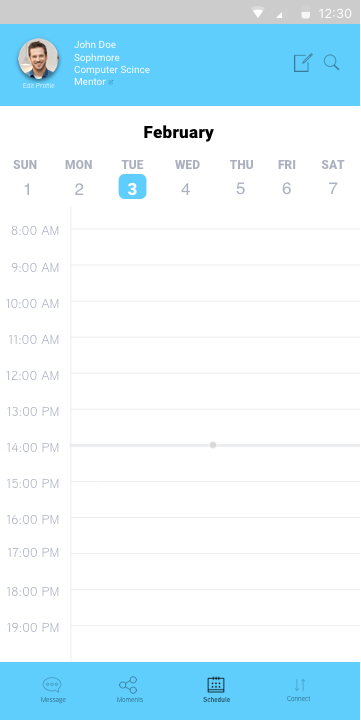 12:30
John Doe
Sophmore
Computer Scince
Mentor
Edit Profile
February
SUN MON TUE WED THU FRI SAT
1 2 3 4 5 6 7
8:00 AM
9:00 AM
10:00 AM
11:00 AM
12:00 AM
13:00 PM
14:00 PM
15:00 PM
16:00 PM
17:00 PM
18:00 PM
19:00 PM
Message Moments Schedule Connect